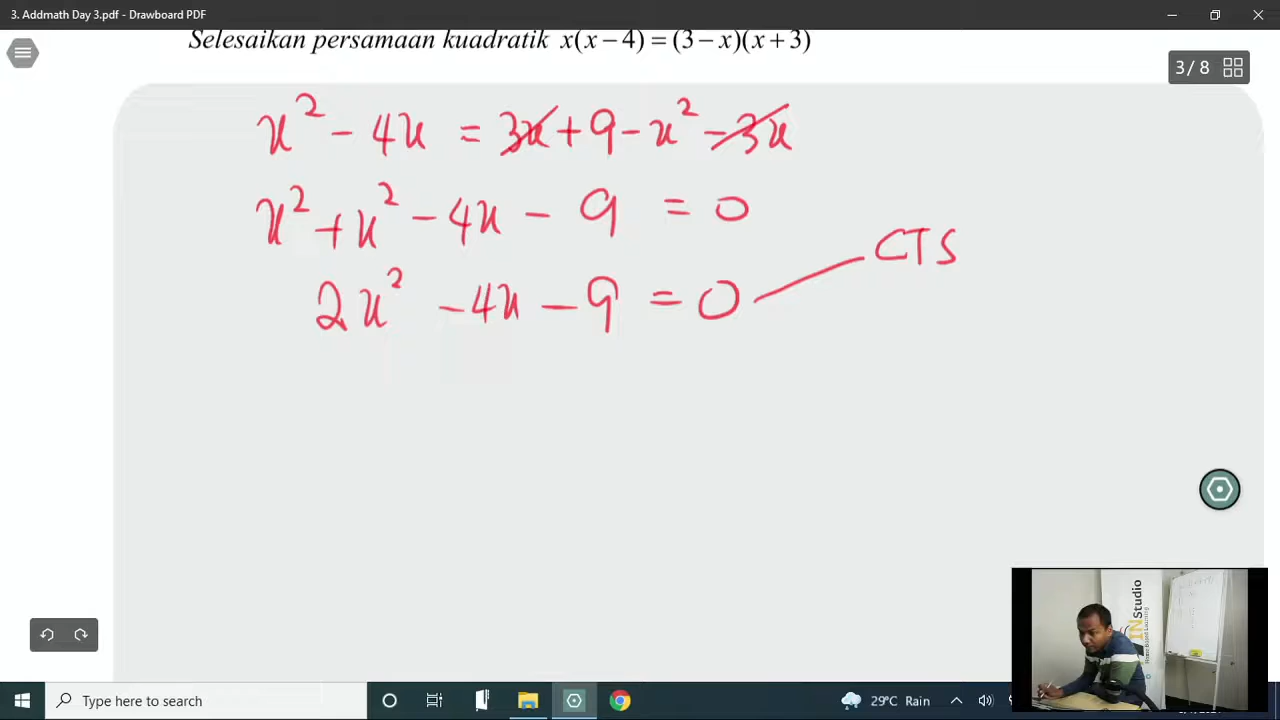 3. Addmath Day 3.pdf - Drawboard PDF
Selesaikan persamaan kuadratik x(x − 4) = (3 − x)(x + 3)
3 / 8
x² − 4x = 3x + 9 − x² − 3x
x² + x² − 4x − 9 = 0
CTS
2x² − 4x − 9 = 0
INStudio
Type here to search
29°C Rain